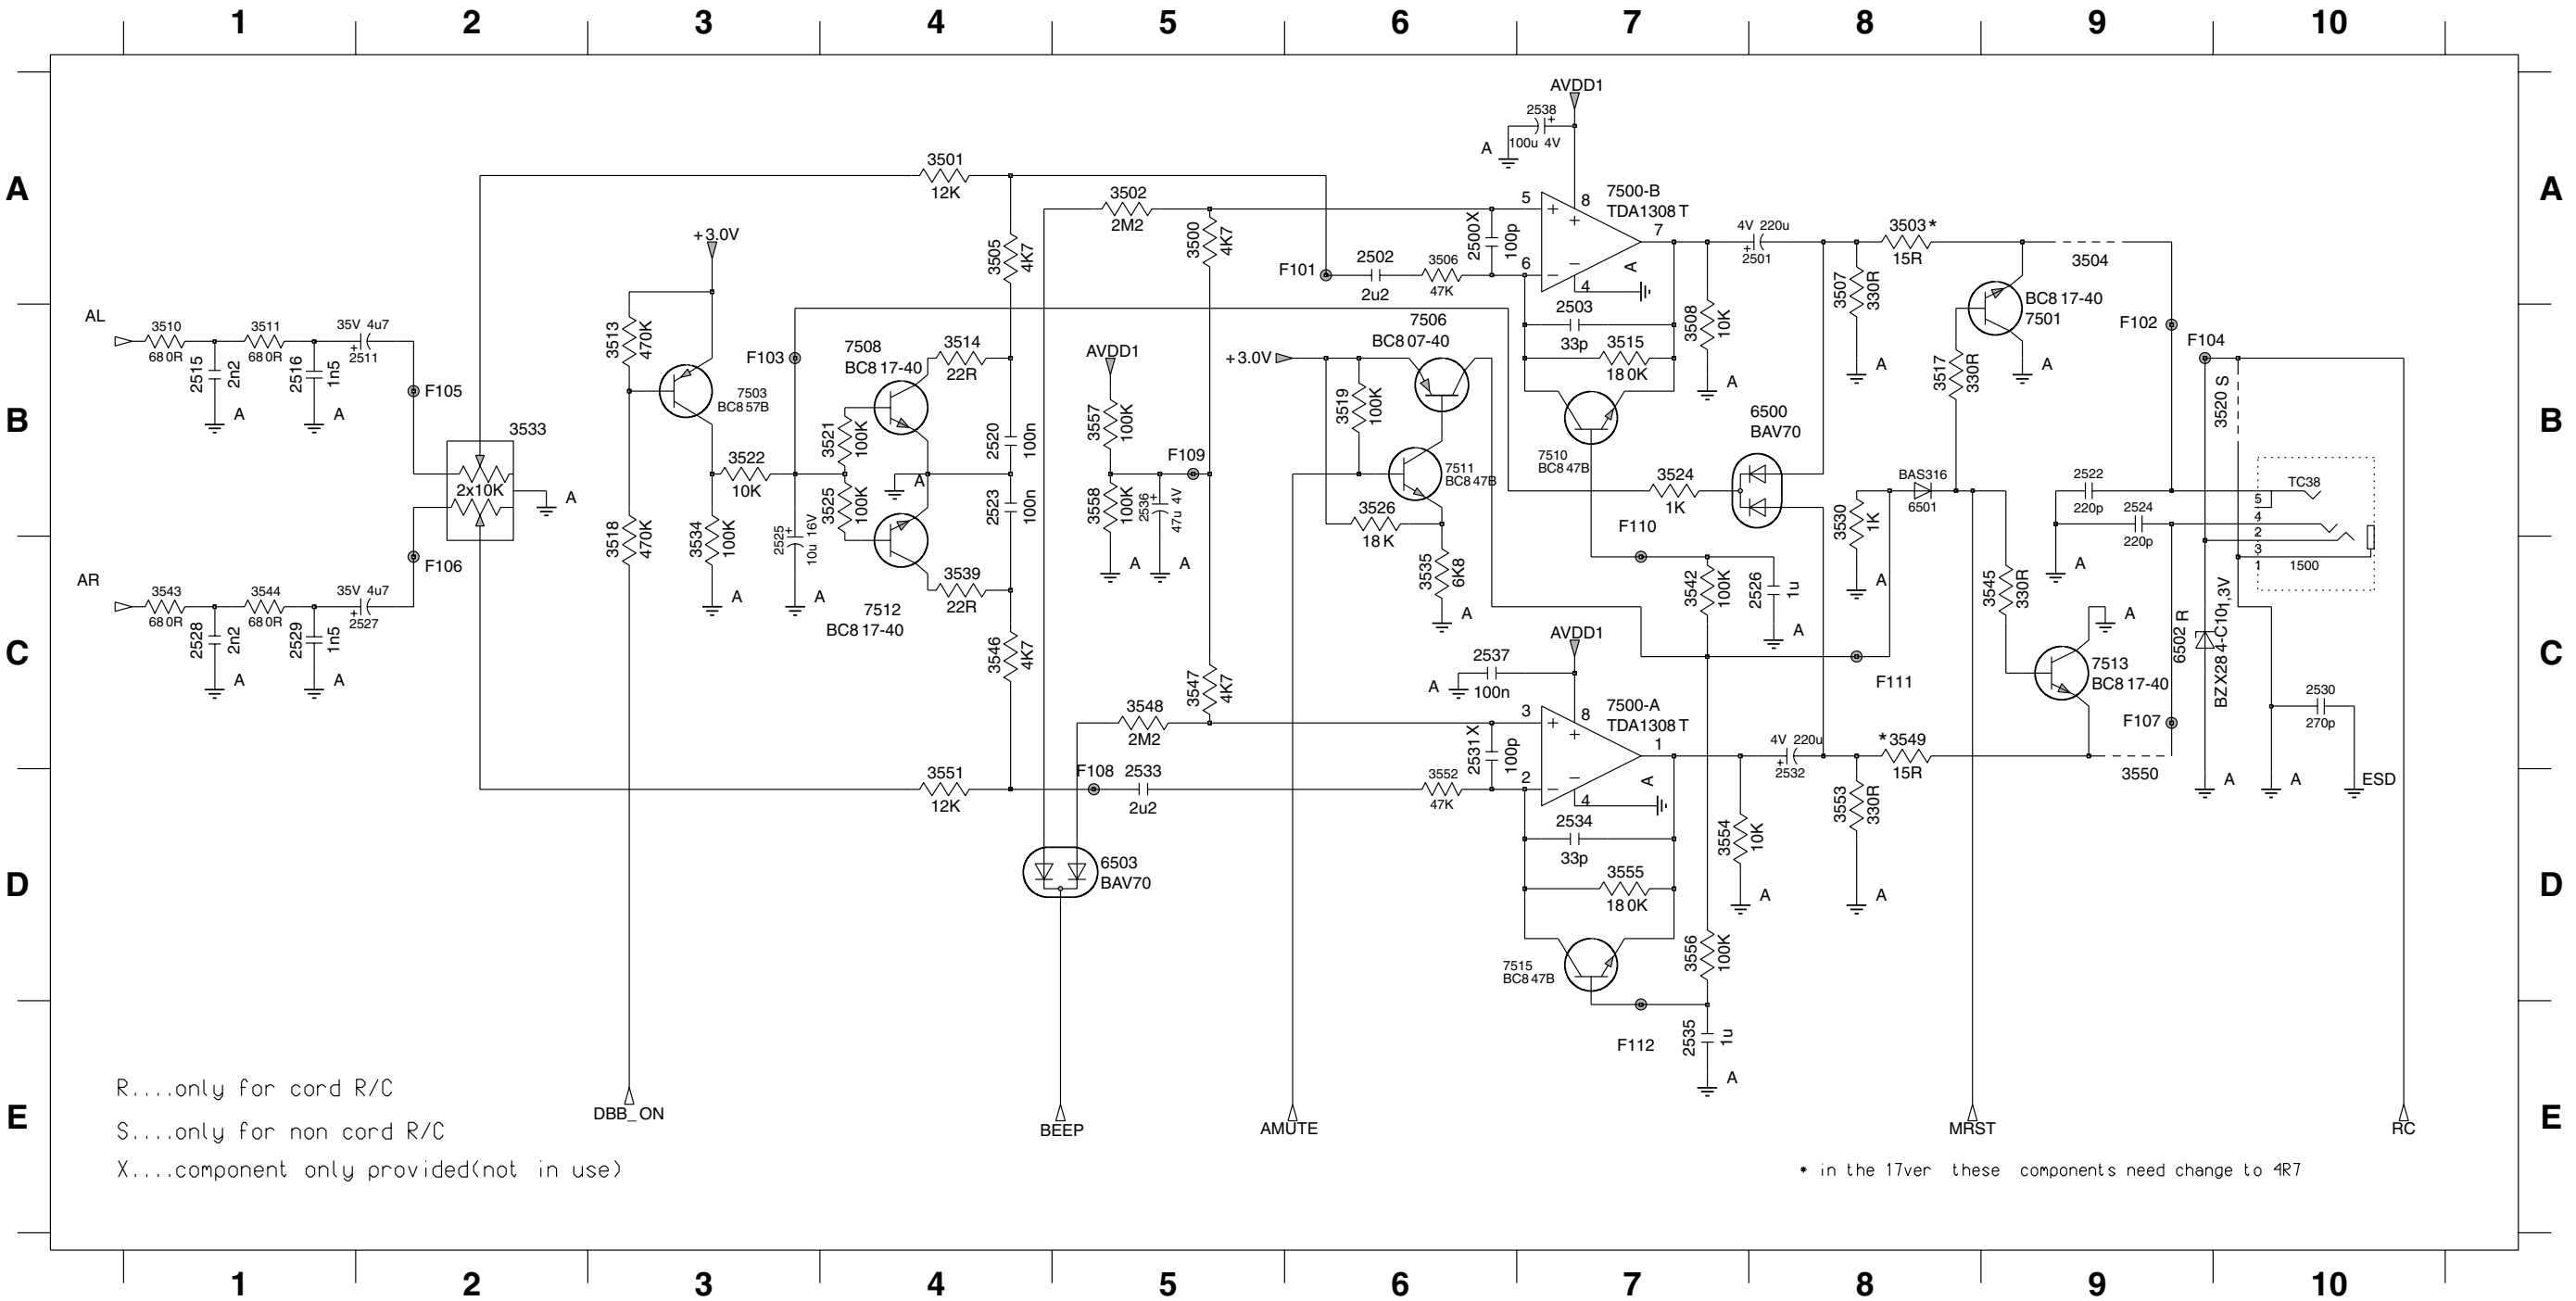 1 2 3 4 5 6 7 8 9 10
A
B
C
D
E
A
B
C
D
E
AVDD1
2538
+
100u 4V
A
3501
12K
3502
2M2
3500
4K7
3505
4K7
+3.0V
F101
2502
2u2
3506
47K
2500X
100p
5
+
+
8
6
−
−
4
7500-B
TDA1308T
7
A
4V 220u
+
2501
3503*
15R
3504
3507
330R
A
3508
10K
A
2503
33p
3515
180K
7510
BC847B
BC817-40
7501
A
3517
330R
F102
F104
3520 S
AL
3510
680R
3511
680R
35V 4u7
+
2511
2515
2n2
A
2516
1n5
A
F105
3533
2x10K
A
F106
AR
3543
680R
3544
680R
35V 4u7
+
2527
2528
2n2
A
2529
1n5
A
3513
470K
7503
BC857B
F103
3522
10K
3518
470K
3534
100K
A
2525
+
10u 16V
A
7508
BC817-40
3514
22R
3521
100K
3525
100K
A
2520
100n
2523
100n
3539
22R
7512
BC817-40
3546
4K7
AVDD1
3557
100K
3558
100K
A
F109
2536
+
47u 4V
A
3547
4K7
+3.0V
7506
BC807-40
3519
100K
7511
BC847B
3526
18K
3535
6K8
A
3524
1K
6500
BAV70
F110
3542
100K
2526
1u
A
3530
1K
A
BAS316
6501
F111
3545
330R
7513
BC817-40
A
2522
220p
2524
220p
A
TC38
5
4
2
3
1
1500
6502 R
BZX284-C10
1,3V
A
2530
270p
A
ESD
F107
AVDD1
2537
100n
A
3548
2M2
2531X
100p
3
+
+
8
2
−
−
4
7500-A
TDA1308T
1
A
4V 220u
+
2532
*3549
15R
3550
3551
12K
F108
2533
2u2
3552
47K
2534
33p
3555
180K
3554
10K
A
3553
330R
A
3556
100K
7515
BC847B
F112
2535
1u
A
6503
BAV70
DBB_ON
BEEP
AMUTE
MRST
RC
R....only for cord R/C
S....only for non cord R/C
X....component only provided(not in use)
* in the 17ver these components need change to 4R7
1 2 3 4 5 6 7 8 9 10